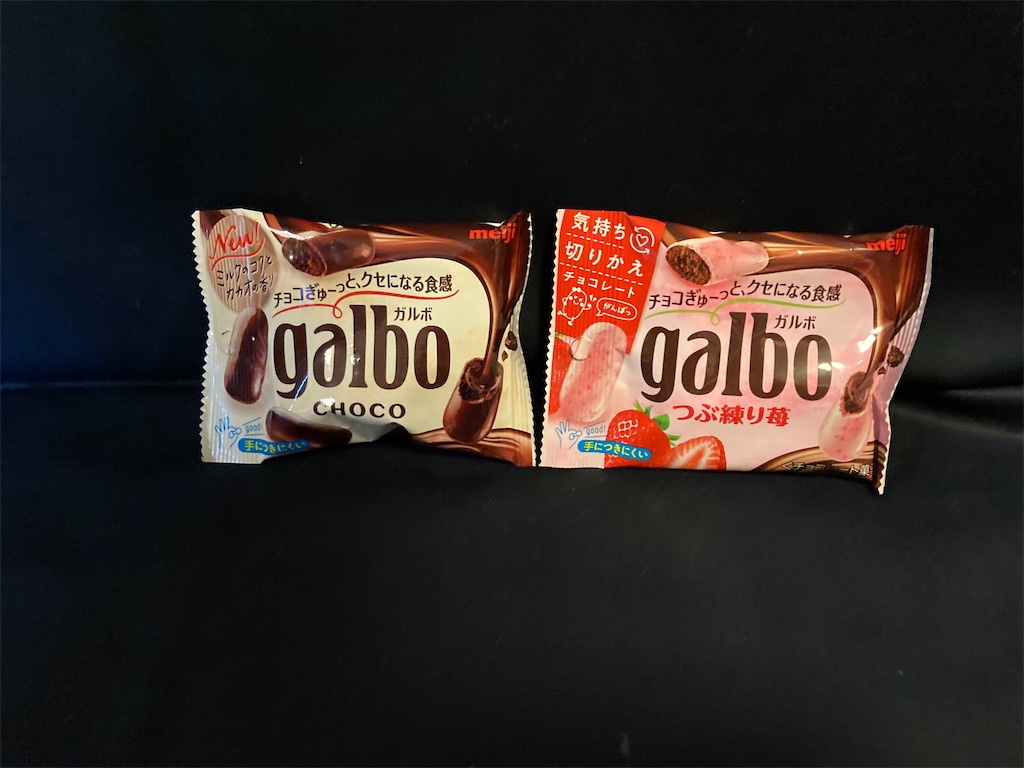 New!
ミルクのコクと
カカオの香り
meiji
チョコぎゅーっと、クセになる食感
ガルボ
galbo
CHOCO
good!
手につきにくい
気持ち
切りかえ
チョコレート
がんばっ
meiji
チョコぎゅーっと、クセになる食感
ガルボ
galbo
つぶ練り苺
good!
手につきにくい